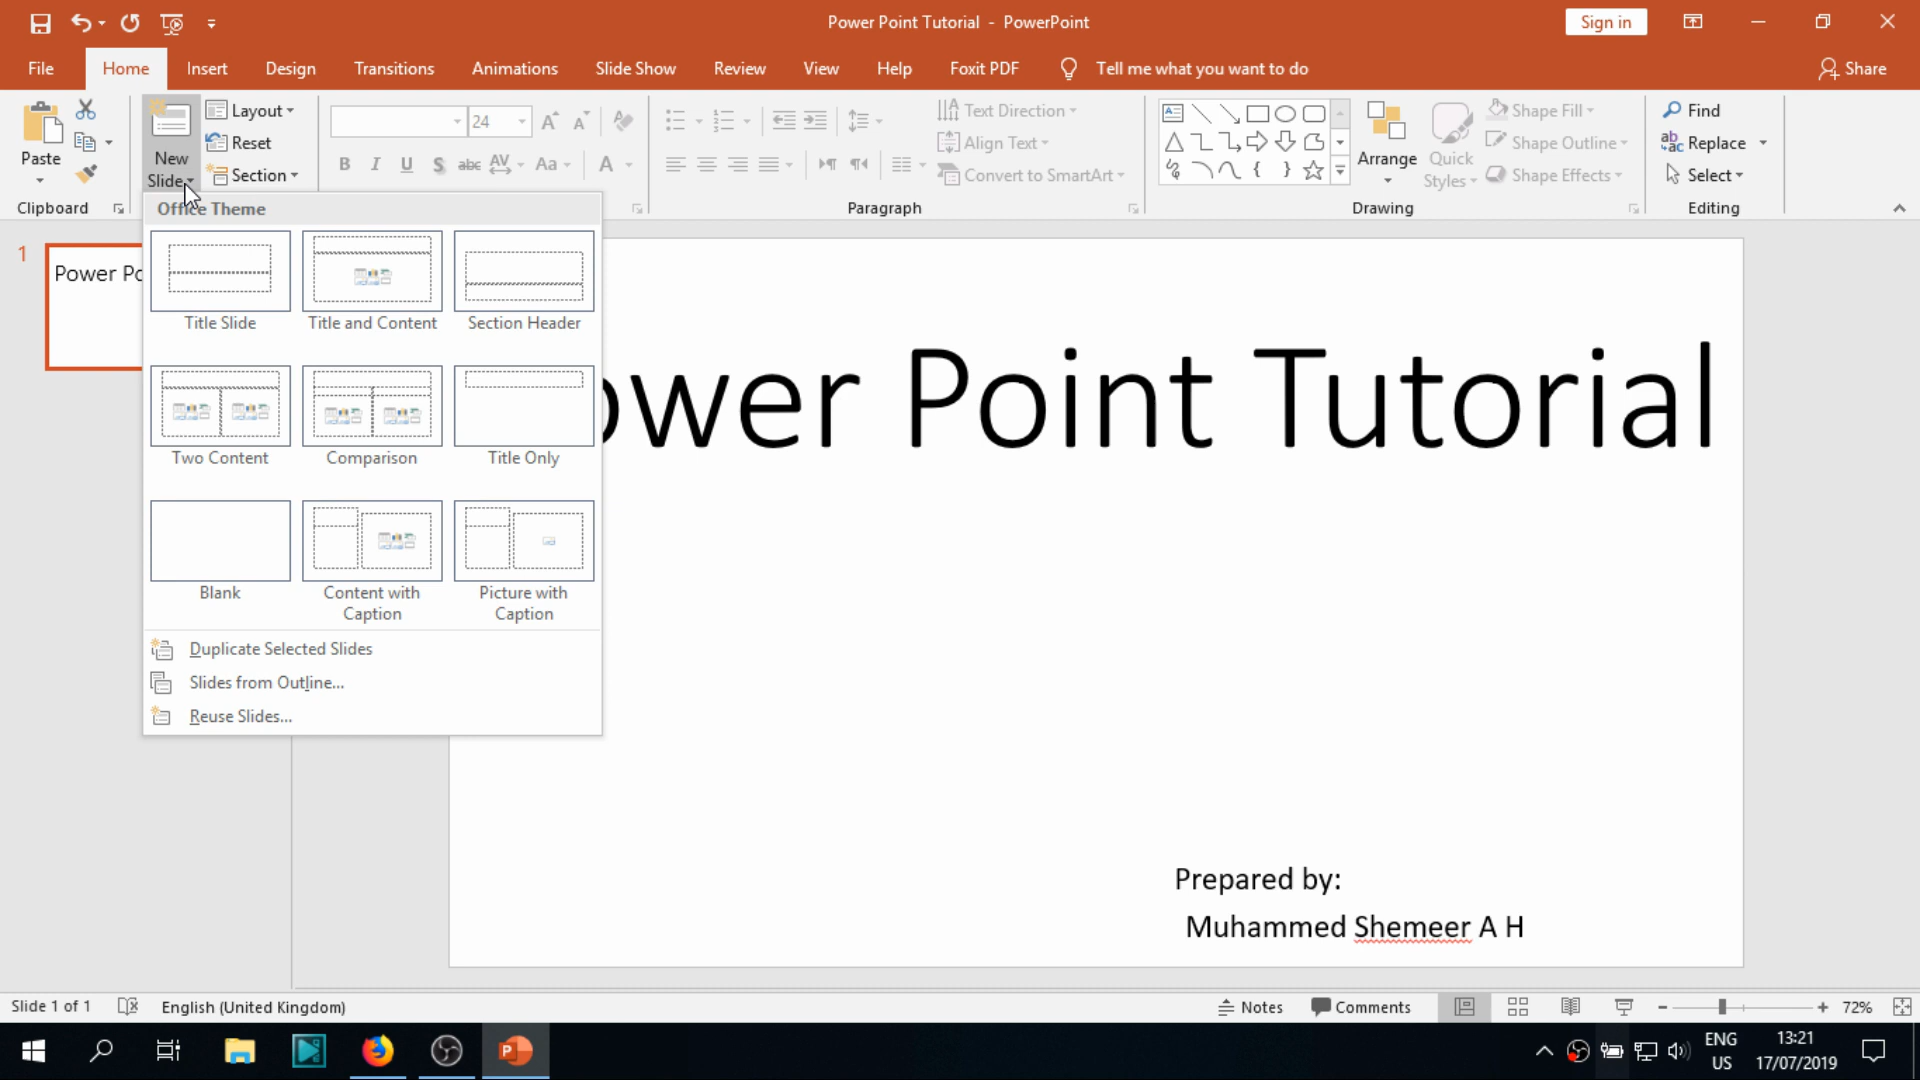 Power Point Tutorial - PowerPoint
Sign in
File
Home
Insert
Design
Transitions
Animations
Slide Show
Review
View
Help
Foxit PDF
Tell me what you want to do
Share
Paste
Clipboard
New
Slide
Layout
Reset
Section
24
B
I
U
S
abc
AV
Aa
A
Paragraph
Text Direction
Align Text
Convert to SmartArt
Arrange
Quick
Styles
Shape Fill
Shape Outline
Shape Effects
Drawing
Find
Replace
Select
Editing
Office Theme
Title Slide
Title and Content
Section Header
Two Content
Comparison
Title Only
Blank
Content with
Caption
Picture with
Caption
Duplicate Selected Slides
Slides from Outline...
Reuse Slides...
1
Power Po
ower Point Tutorial
Prepared by:
Muhammed Shemeer A H
Slide 1 of 1
English (United Kingdom)
Notes
Comments
72%
ENG
US
13:21
17/07/2019